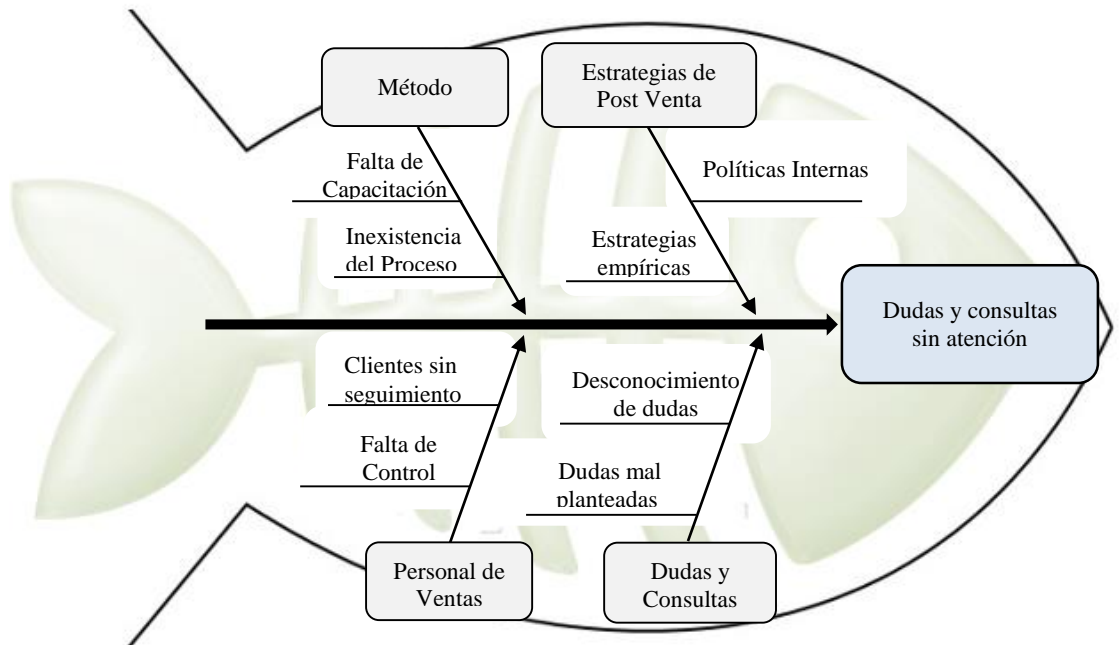 Método
Estrategias de
Post Venta
Falta de
Capacitación
Políticas Internas
Inexistencia
del Proceso
Estrategias
empíricas
Dudas y consultas
sin atención
Clientes sin
seguimiento
Desconocimiento
de dudas
Falta de
Control
Dudas mal
planteadas
Personal de
Ventas
Dudas y
Consultas